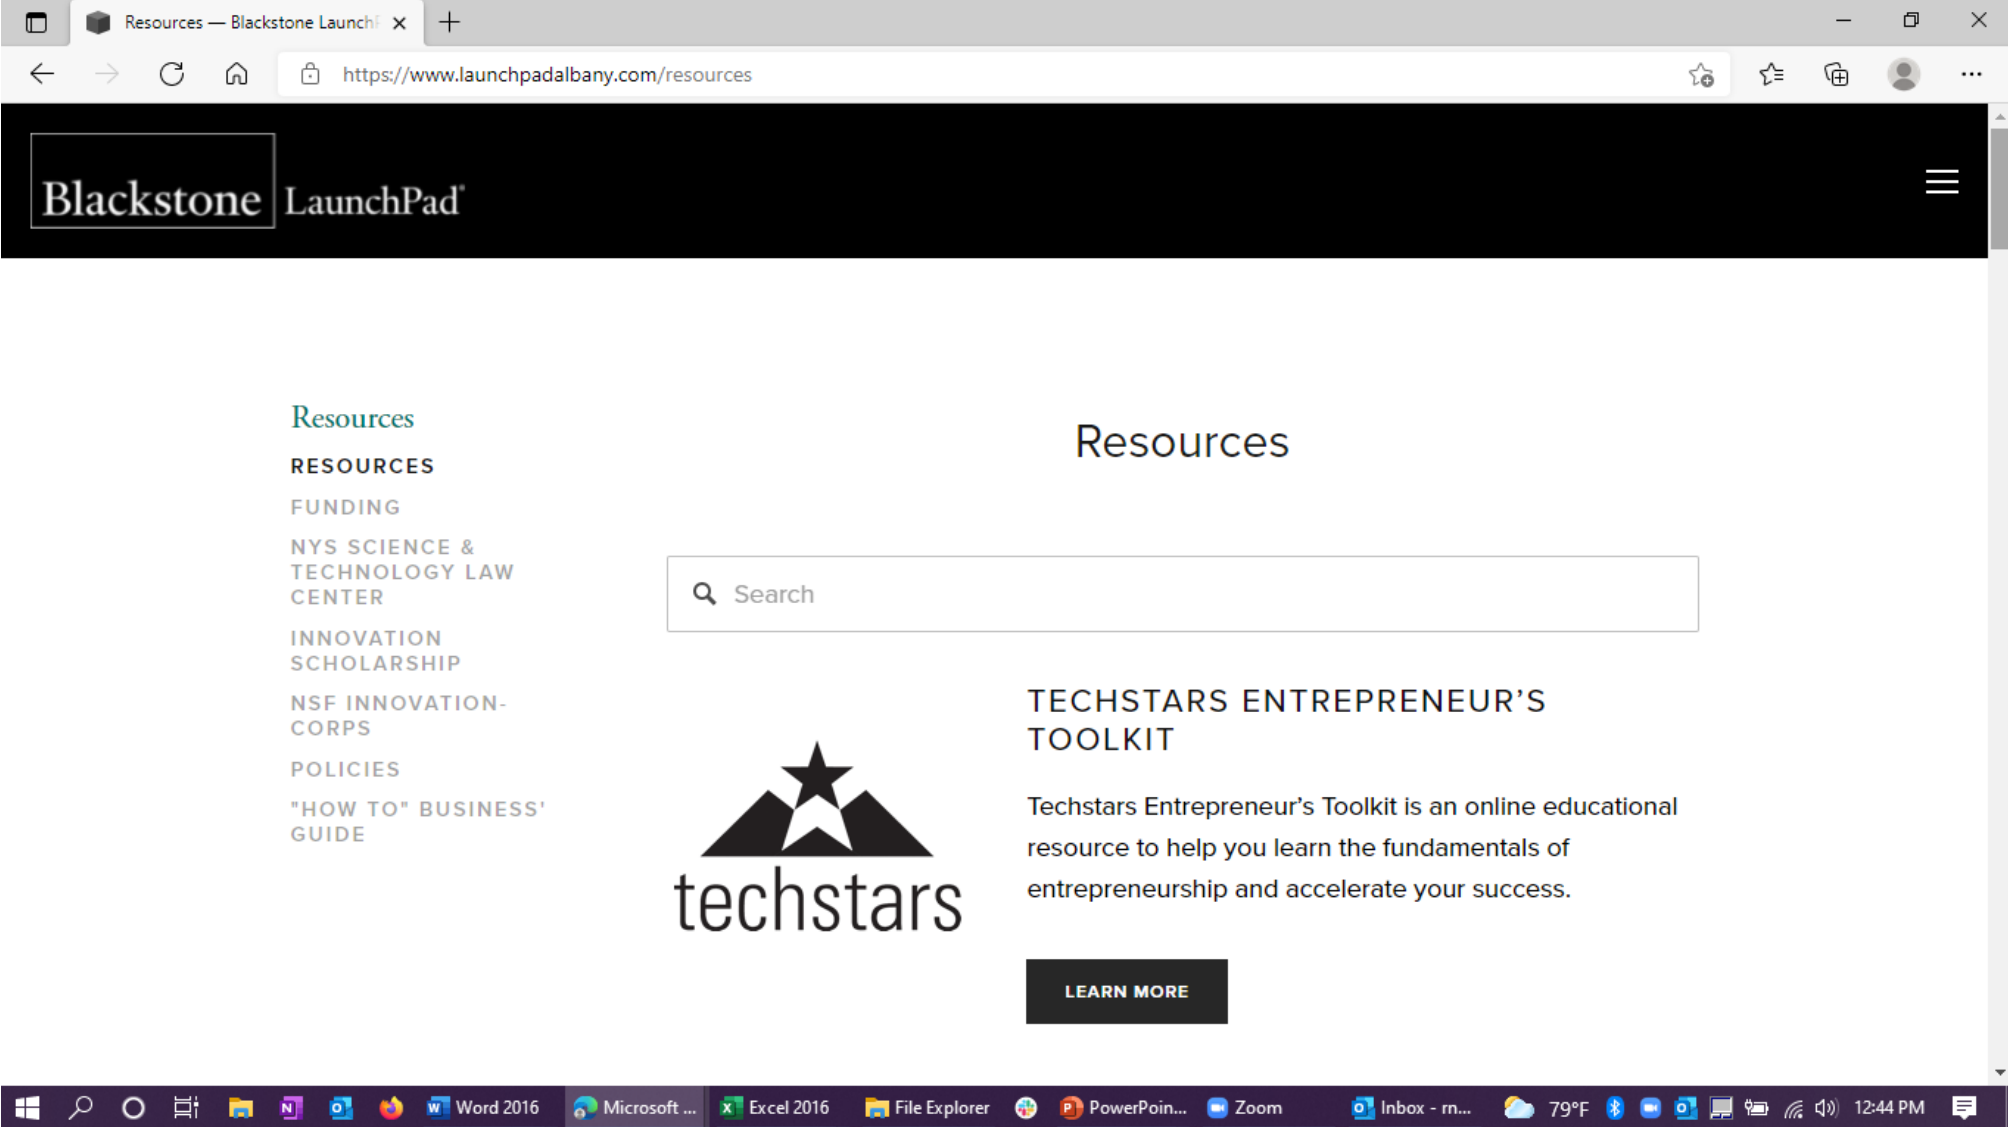 Resources — Blackstone Launch
https://www.launchpadalbany.com/resources
Blackstone LaunchPad®
Resources
RESOURCES
FUNDING
NYS SCIENCE &
TECHNOLOGY LAW
CENTER
INNOVATION
SCHOLARSHIP
NSF INNOVATION-
CORPS
POLICIES
"HOW TO" BUSINESS'
GUIDE
Resources
Search
TECHSTARS ENTREPRENEUR’S
TOOLKIT
techstars
Techstars Entrepreneur’s Toolkit is an online educational
resource to help you learn the fundamentals of
entrepreneurship and accelerate your success.
LEARN MORE
Word 2016 Microsoft ... Excel 2016 File Explorer PowerPoin... Zoom Inbox - rn... 79°F 12:44 PM